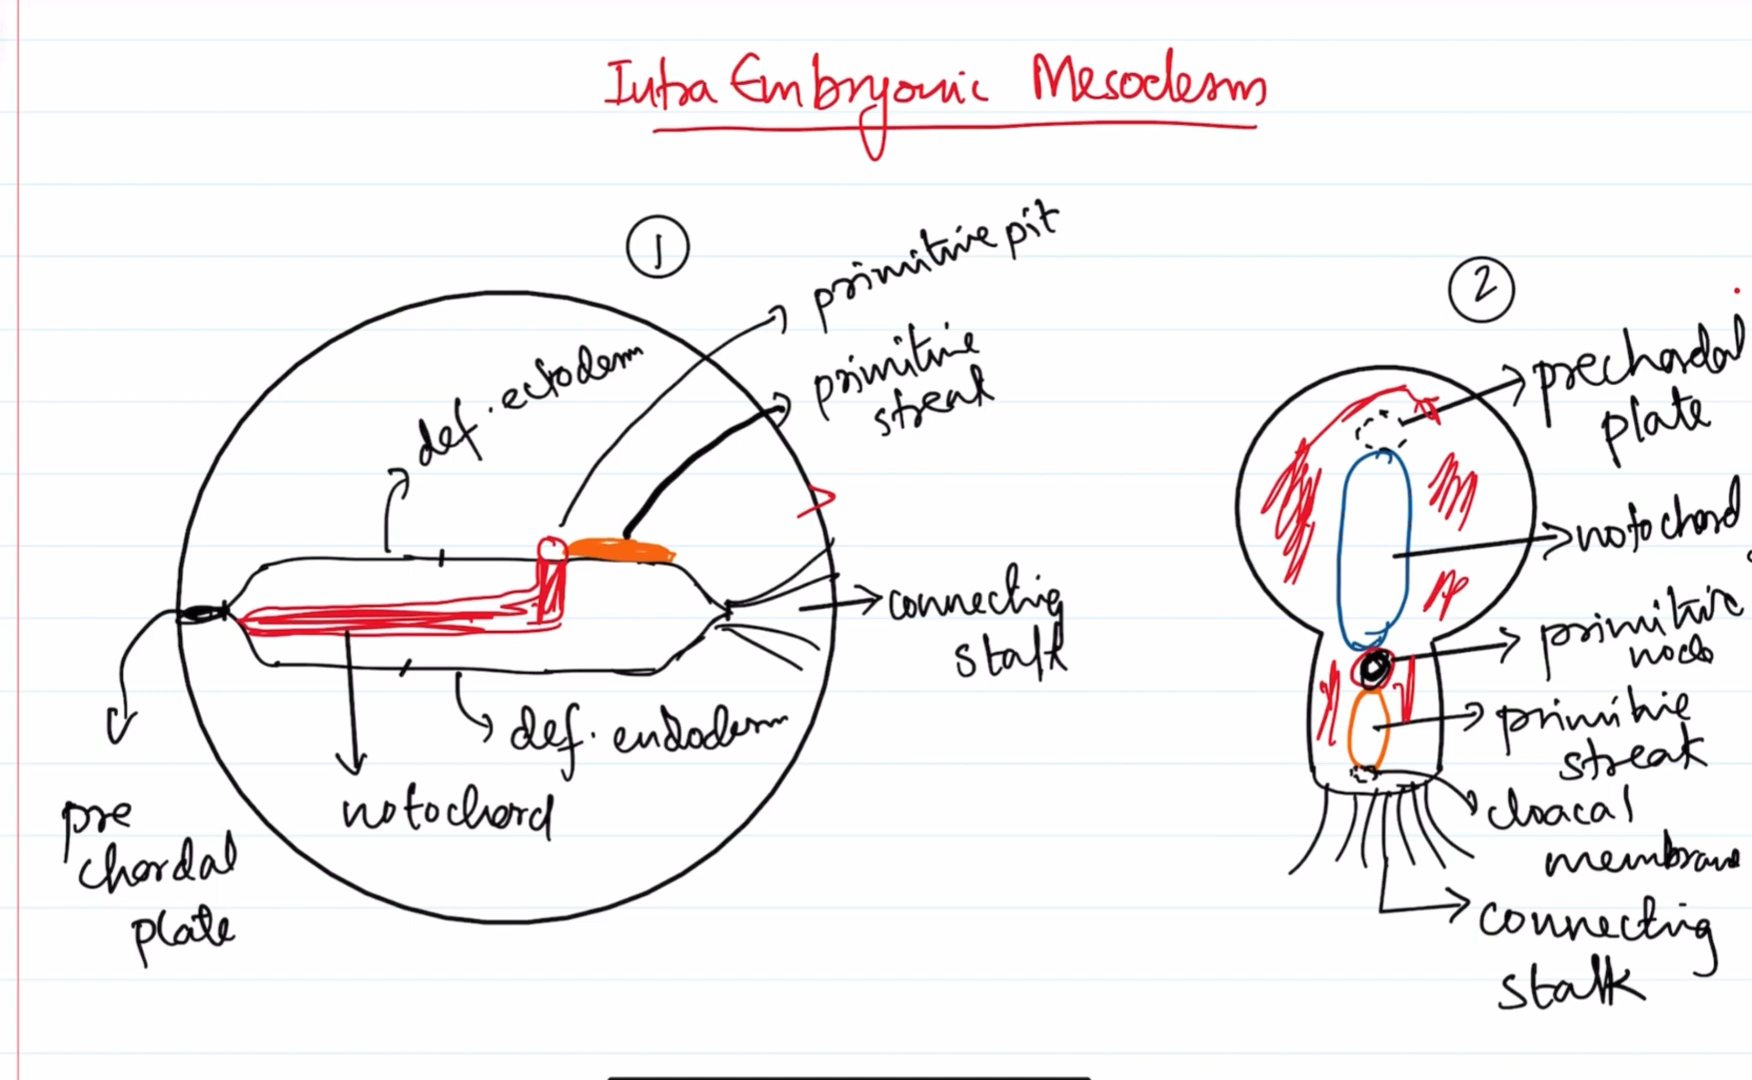 Intra Embryonic Mesoderm
1
primitive pit
primitive
streak
def. ectoderm
connecting
stalk
def. endoderm
notochord
pre
chordal
plate
2
prechordal
plate
notochord
primitive
node
primitive
streak
cloacal
membrane
connecting
stalk